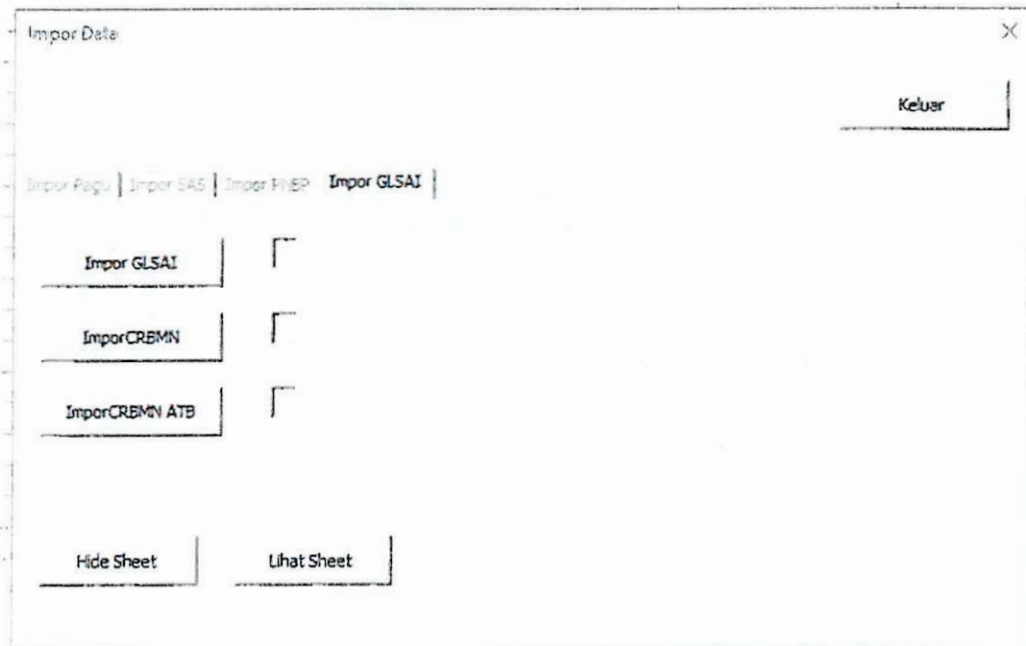 Impor Data
Keluar
Impor Pagu Impor SAS Impor PNBP Impor GLSAI
Impor GLSAI
ImporCRBMN
ImporCRBMN ATB
Hide Sheet Lihat Sheet